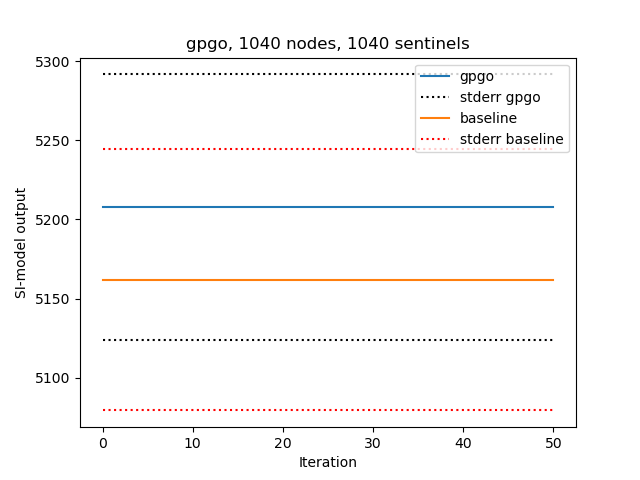 gpgo, 1040 nodes, 1040 sentinels
5300
5250
5200
5150
5100
SI-model output
gpgo
stderr gpgo
baseline
stderr baseline
0 10 20 30 40 50
Iteration